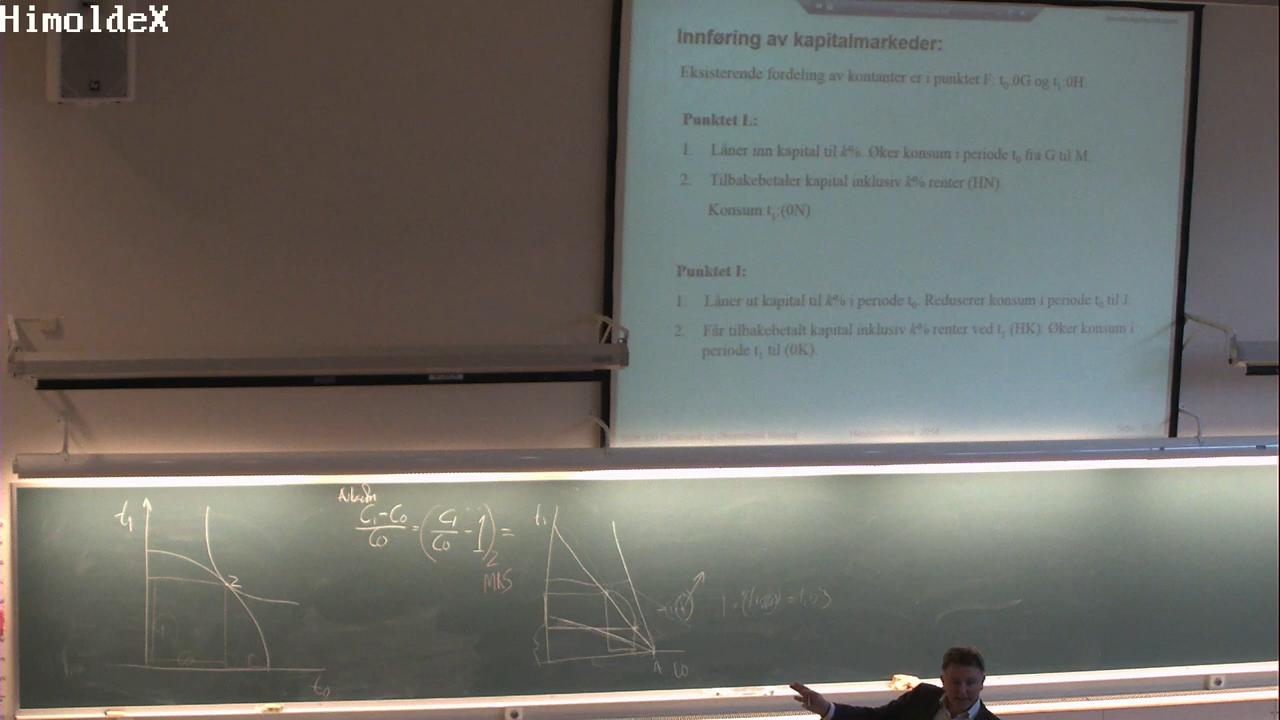 HimoldeX
Innføring av kapitalmarkeder:
Eksisterende fordeling av kontanter er i punktet F: t₀:0G og t₁:0H
Punktet L:
1. Låner inn kapital til k%. Øker konsum i periode t₀ fra G til M.
2. Tilbakebetaler kapital inklusiv k% renter (HN)
Konsum t₁:(0N)
Punktet I:
1. Låner ut kapital til k% i periode t₀. Reduserer konsum i periode t₀ til J.
2. Får tilbakebetalt kapital inklusiv k% renter ved t₁ (HK). Øker konsum i
periode t₁ til (0K).
t₁
C₁-C₀
C₀
=(
C₁
C₀
-1)=
MRS
t₁
t₀
A